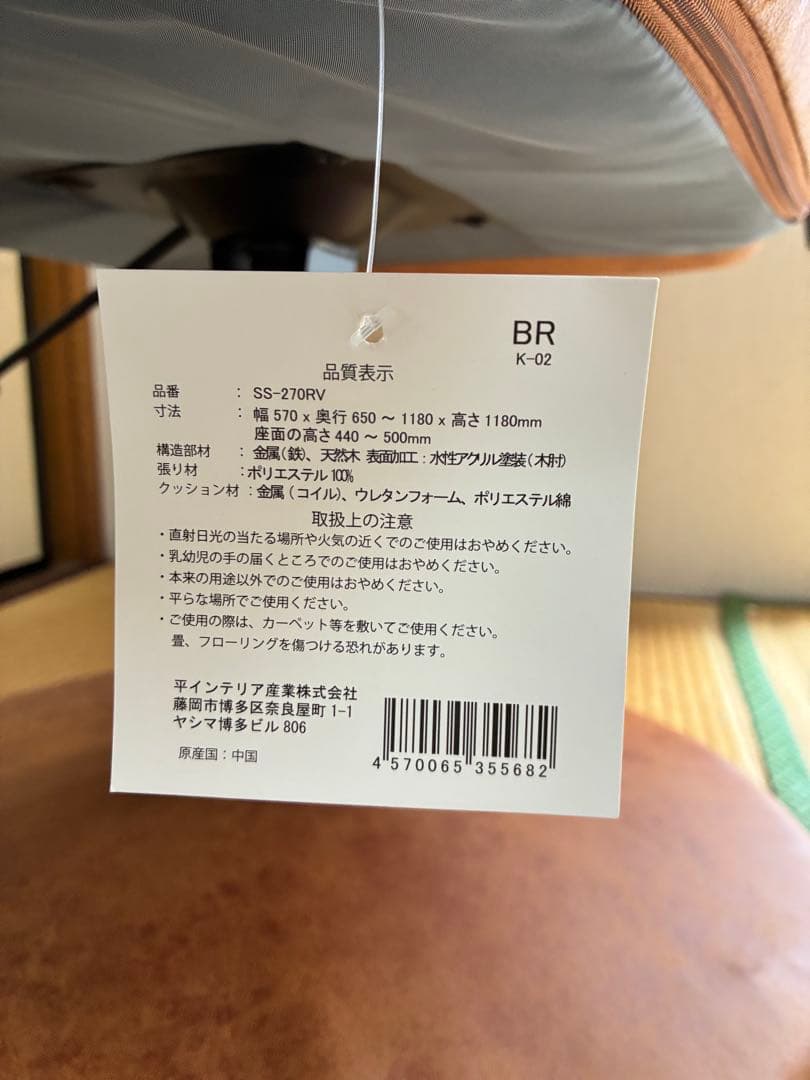 BR
K-02
品質表示
品番 : SS-270RV
寸法 : 幅 570 x 奥行 650 ~ 1180 x 高さ 1180mm
座面の高さ 440 ~ 500mm
構造部材 : 金属(鉄)、天然木 表面加工:水性アクリル塗装(木肘)
張り材 :ポリエステル 100%
クッション材 :金属(コイル)、ウレタンフォーム、ポリエステル綿
取扱上の注意
・直射日光の当たる場所や火気の近くでのご使用はおやめください。
・乳幼児の手の届くところでのご使用はおやめください。
・本来の用途以外でのご使用はおやめください。
・平らな場所でご使用ください。
・ご使用の際は、カーペット等を敷いてご使用ください。
畳、フローリングを傷つける恐れがあります。
平インテリア産業株式会社
藤岡市博多区奈良屋町 1-1
ヤシマ博多ビル 806
原産国:中国
4 570065 355682